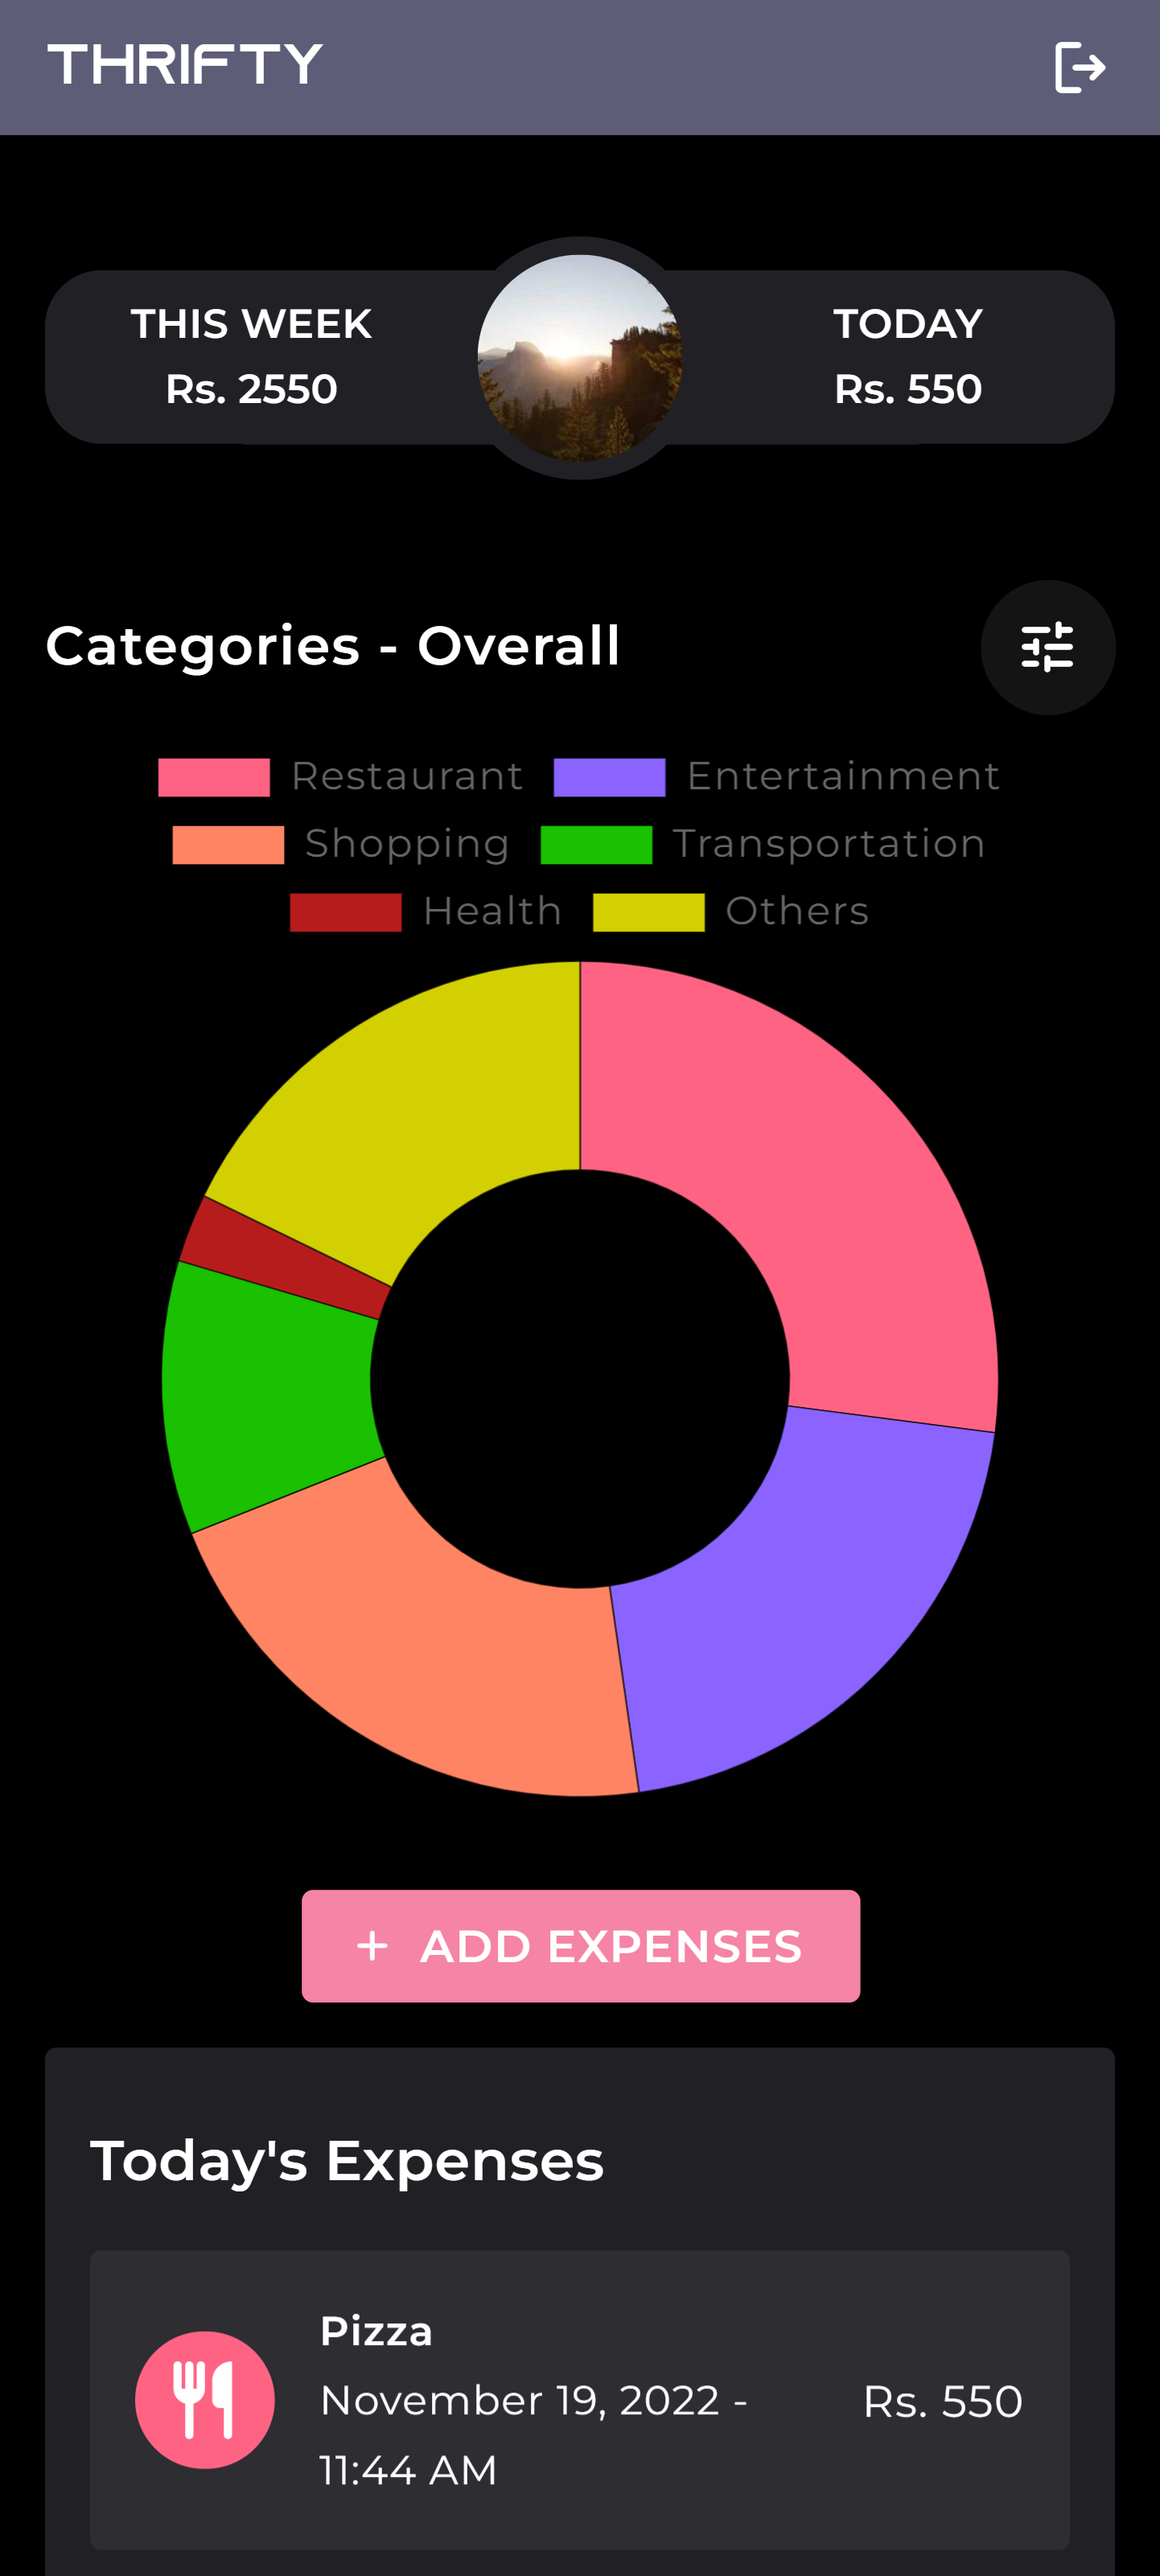 THRIFTY
THIS WEEK
Rs. 2550
TODAY
Rs. 550
Categories - Overall
Restaurant Entertainment
Shopping Transportation
Health Others
+ ADD EXPENSES
Today's Expenses
Pizza
November 19, 2022 -
11:44 AM
Rs. 550